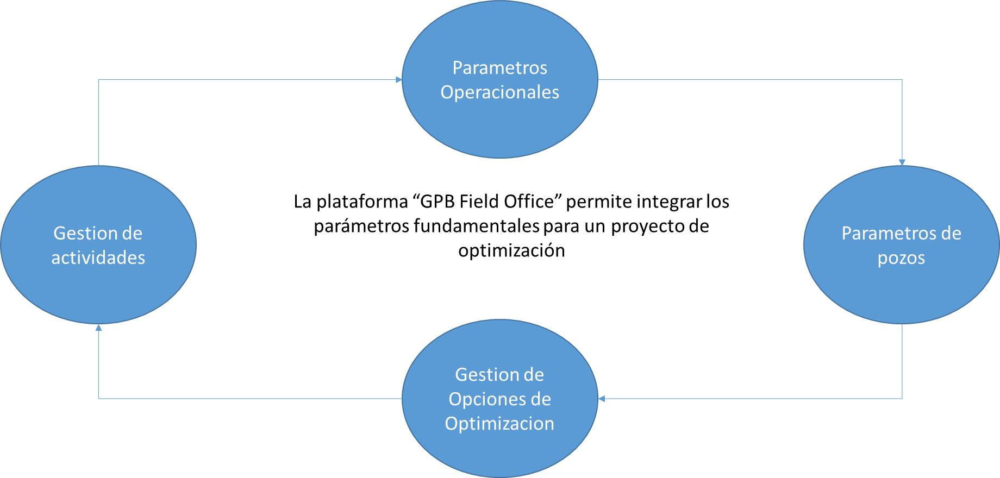 Parametros
Operacionales
La plataforma “GPB Field Office” permite integrar los
parámetros fundamentales para un proyecto de
optimización
Gestion de
actividades
Parametros de
pozos
Gestion de
Opciones de
Optimizacion